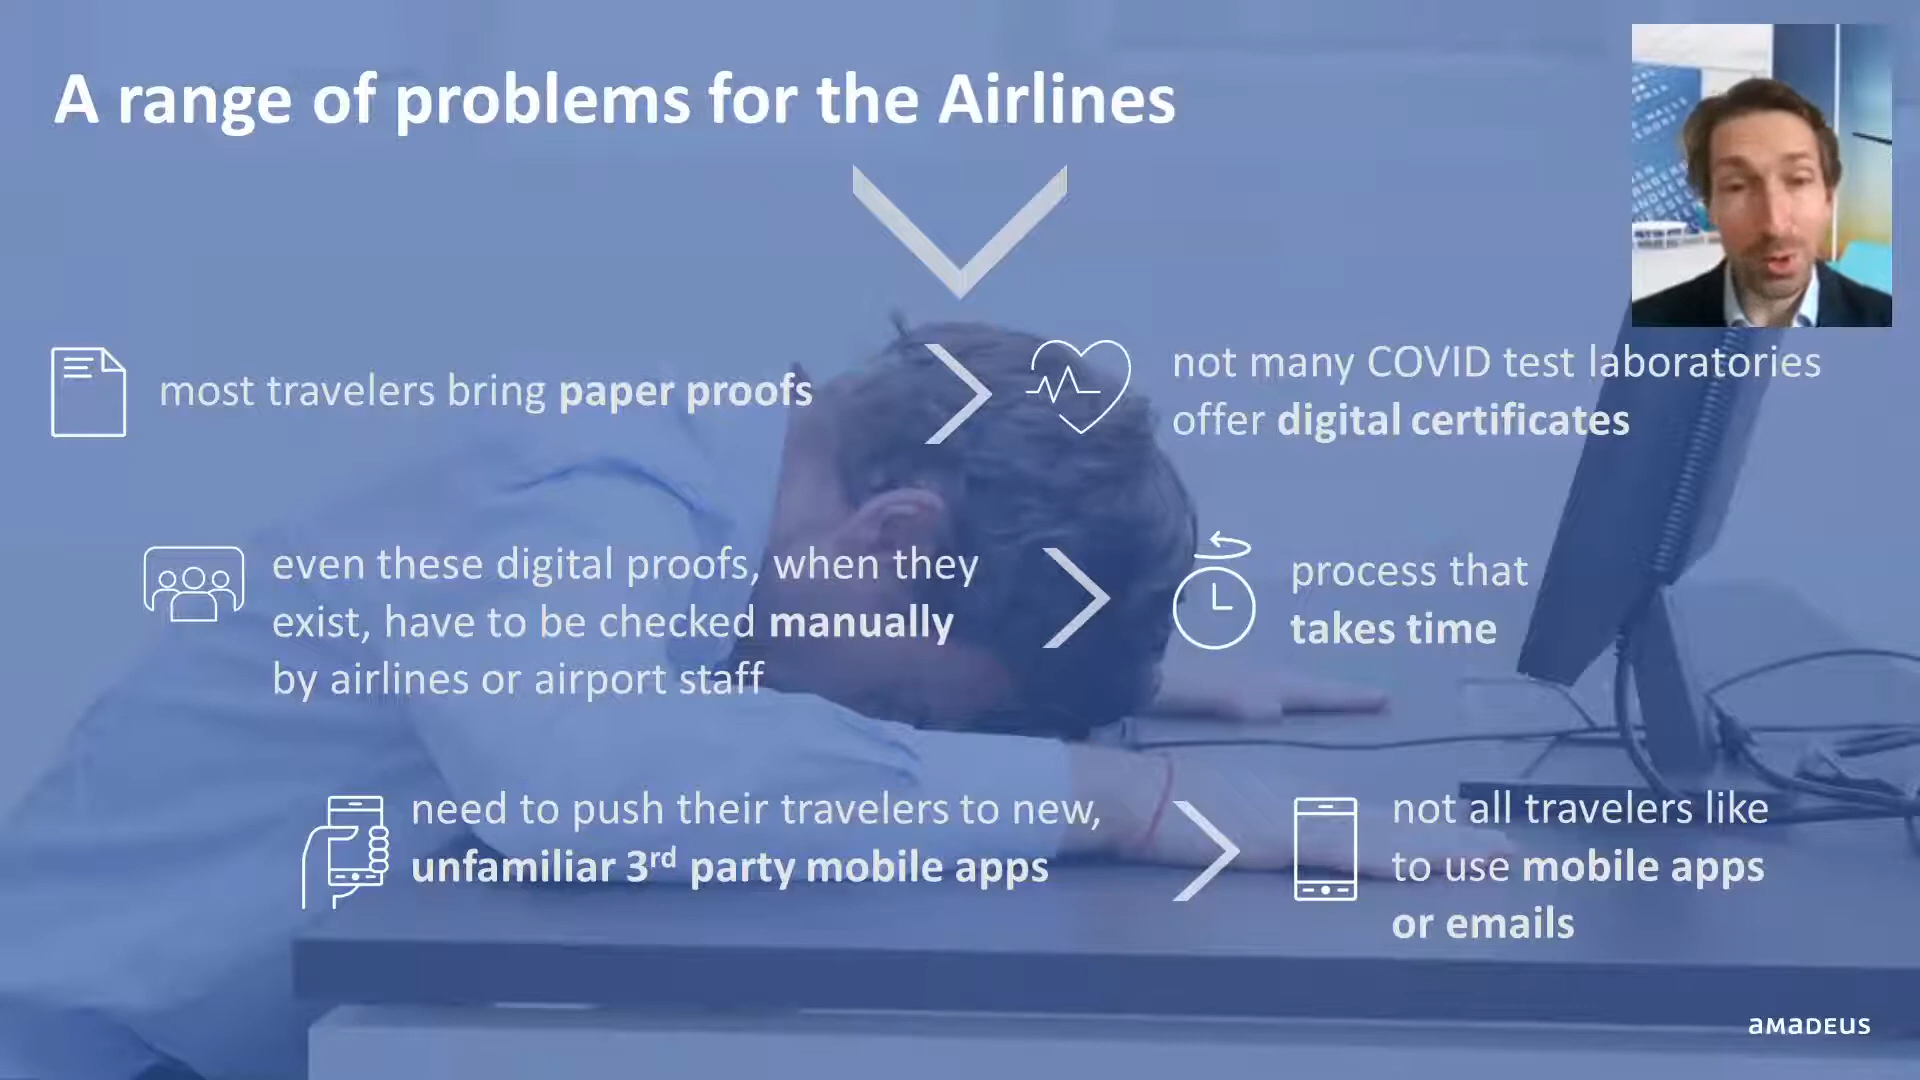 A range of problems for the Airlines
most travelers bring paper proofs
not many COVID test laboratories
offer digital certificates
even these digital proofs, when they
exist, have to be checked manually
by airlines or airport staff
process that
takes time
need to push their travelers to new,
unfamiliar 3rd party mobile apps
not all travelers like
to use mobile apps
or emails
amadeus